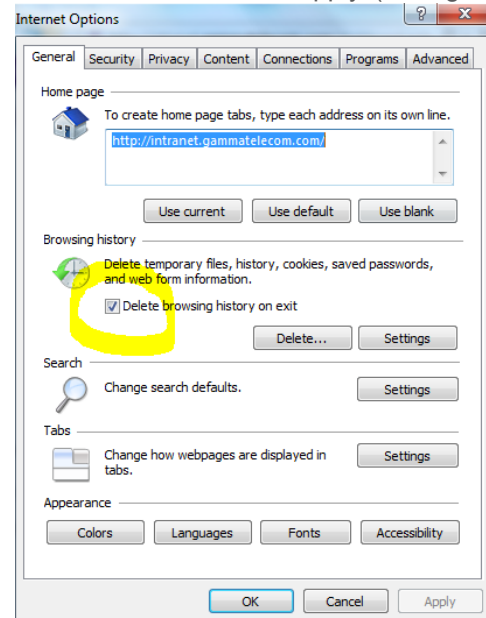 Internet Options
General Security Privacy Content Connections Programs Advanced
Home page
To create home page tabs, type each address on its own line.
http://intranet.gammatelecom.com/
Use current Use default Use blank
Browsing history
Delete temporary files, history, cookies, saved passwords,
and web form information.
Delete browsing history on exit
Delete... Settings
Search
Change search defaults. Settings
Tabs
Change how webpages are displayed in Settings
tabs.
Appearance
Colors Languages Fonts Accessibility
OK Cancel Apply